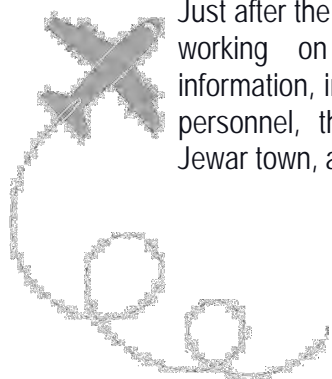 Just after the
working on
information, i
personnel, th
Jewar town, a